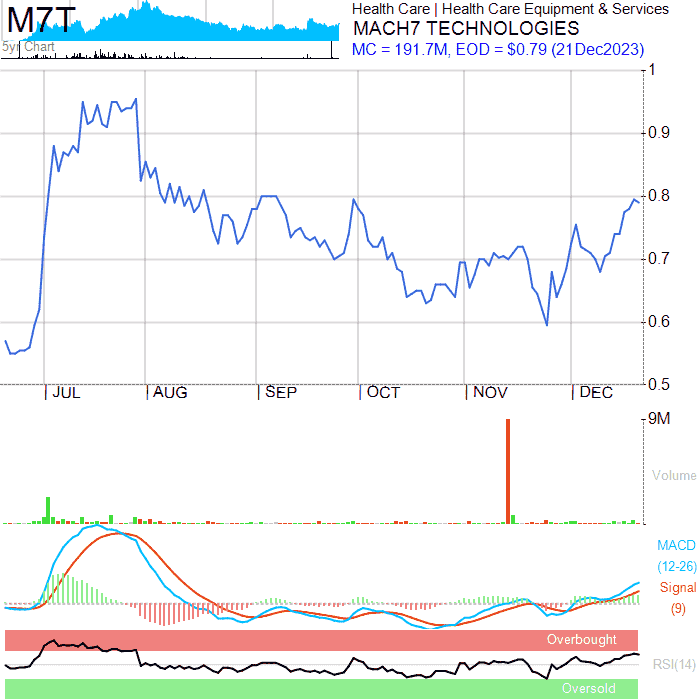 M7T
5yr Chart
Health Care | Health Care Equipment & Services
MACH7 TECHNOLOGIES
MC = 191.7M, EOD = $0.79 (21Dec2023)
1
0.9
0.8
0.7
0.6
0.5
JUL AUG SEP OCT NOV DEC
9M
Volume
MACD
(12-26)
Signal
(9)
Overbought
RSI(14)
Oversold